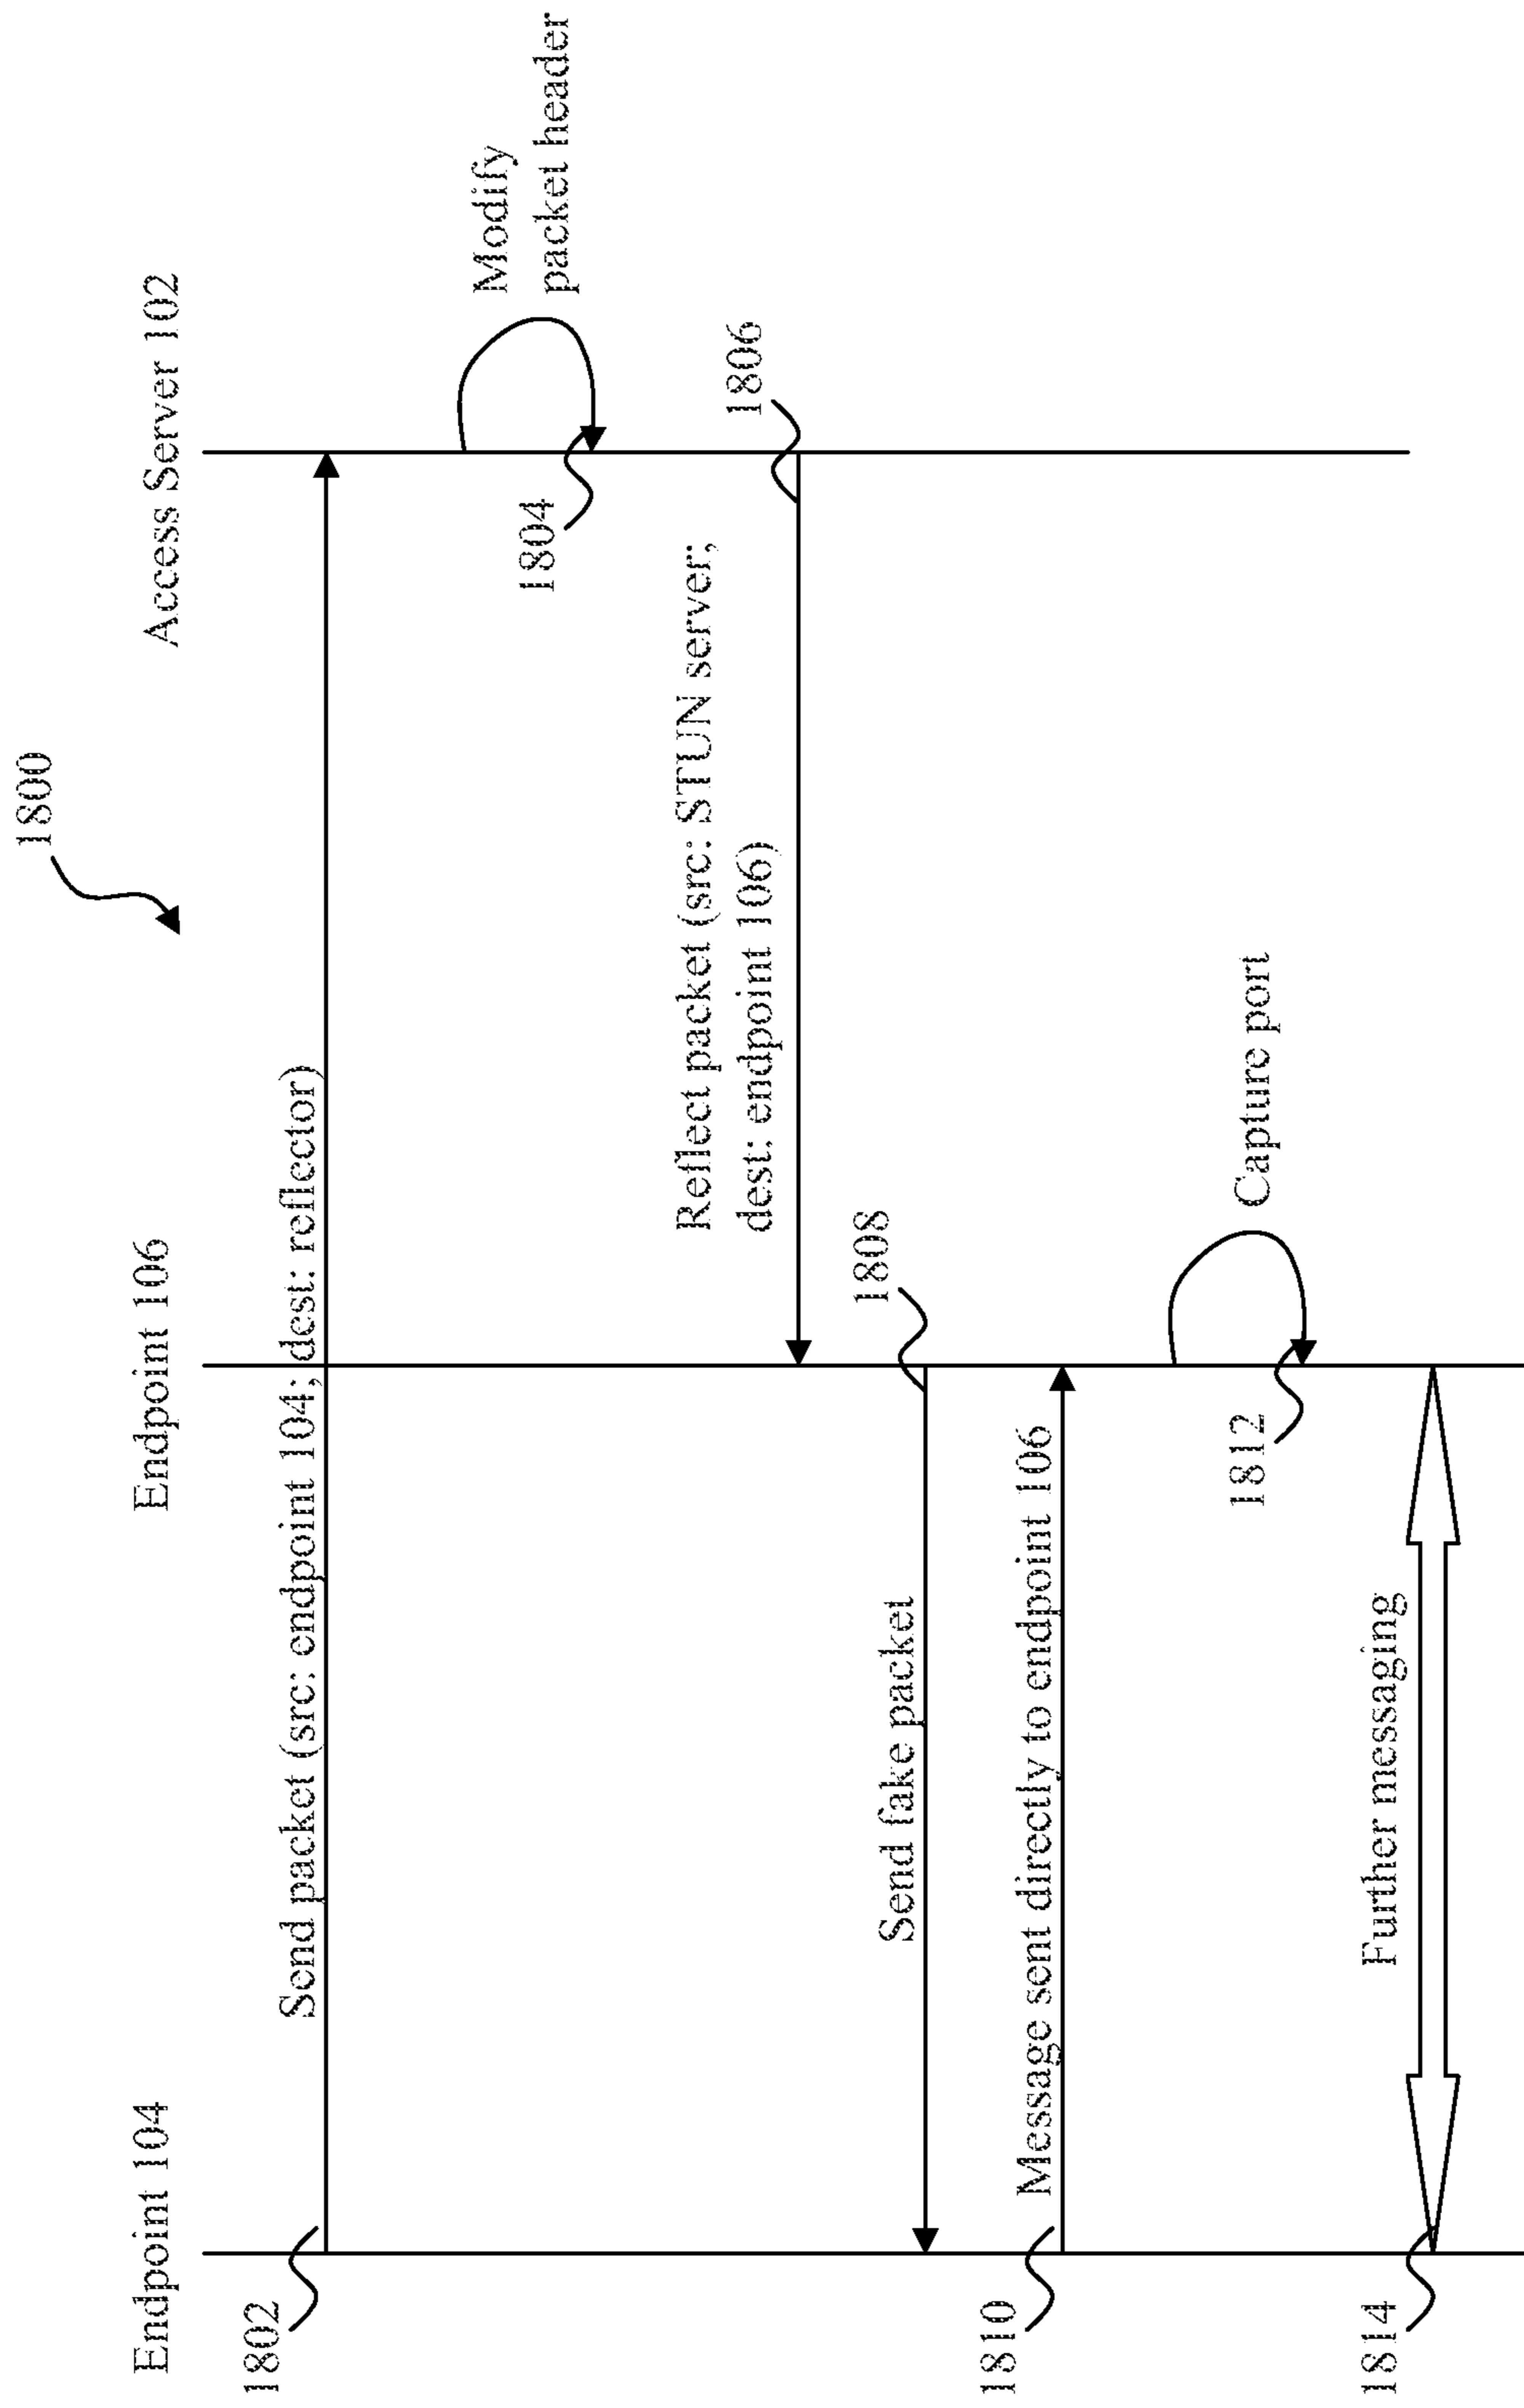 1800
Endpoint 104
Endpoint 106
Access Server 102
1802
Send packet (src: endpoint 104; dest: reflector)
Modify
packet header
1804
Reflect packet (src: STUN server;
dest: endpoint 106)
1806
1808
Send fake packet
1810
Message sent directly to endpoint 106
Capture port
1812
Further messaging
1814